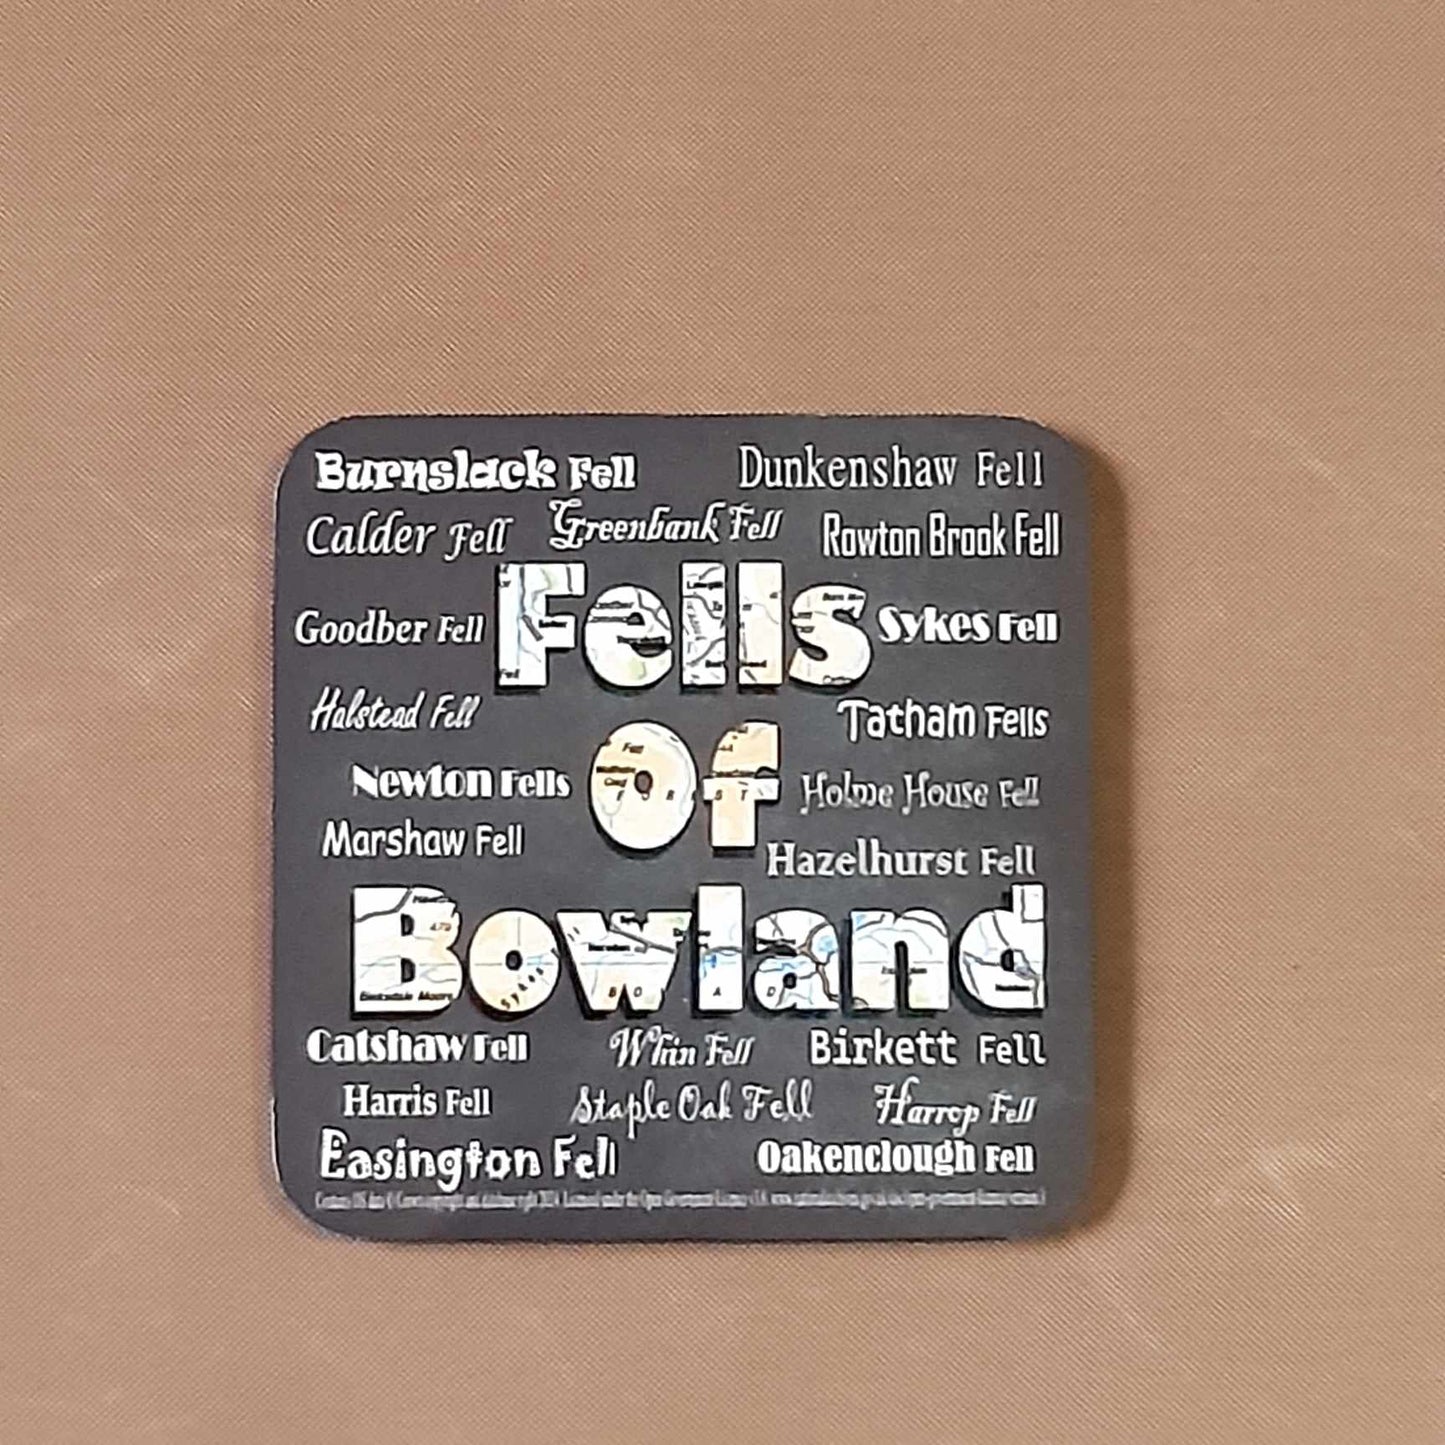 Burnslack Fell Dunkenshaw Fell
Calder Fell Greenbank Fell Rowton Brook Fell
Goodber Fell Fells Sykes Fell
Halstead Fell Tatham Fells
Newton Fells Of Holme House Fell
Marshaw Fell Hazelhurst Fell
Bowland
Catshaw Fell Whin Fell Birkett Fell
Harris Fell Staple Oak Fell Harrop Fell
Easington Fell Oakenclough Fell